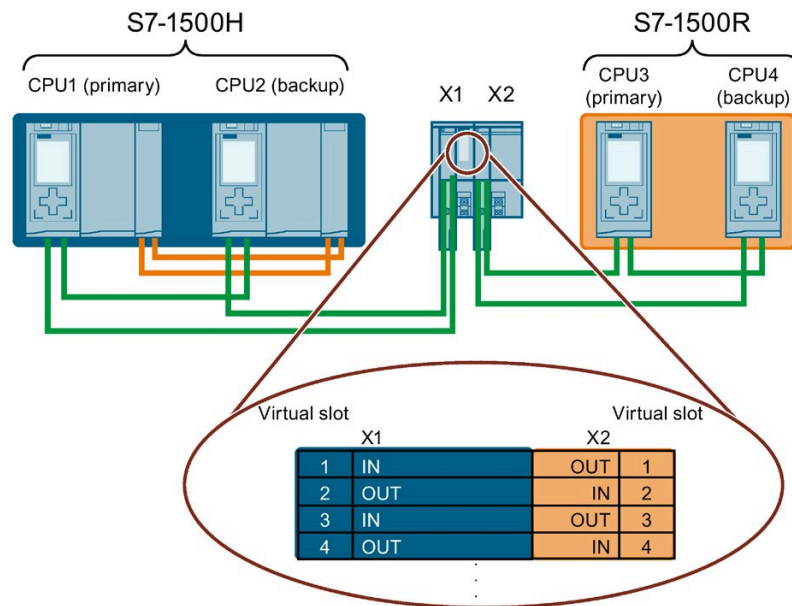 S7-1500H
S7-1500R
CPU1 (primary)
CPU2 (backup)
X1
X2
CPU3
(primary)
CPU4
(backup)
Virtual slot
Virtual slot
X1
X2
1 IN OUT 1
2 OUT IN 2
3 IN OUT 3
4 OUT IN 4